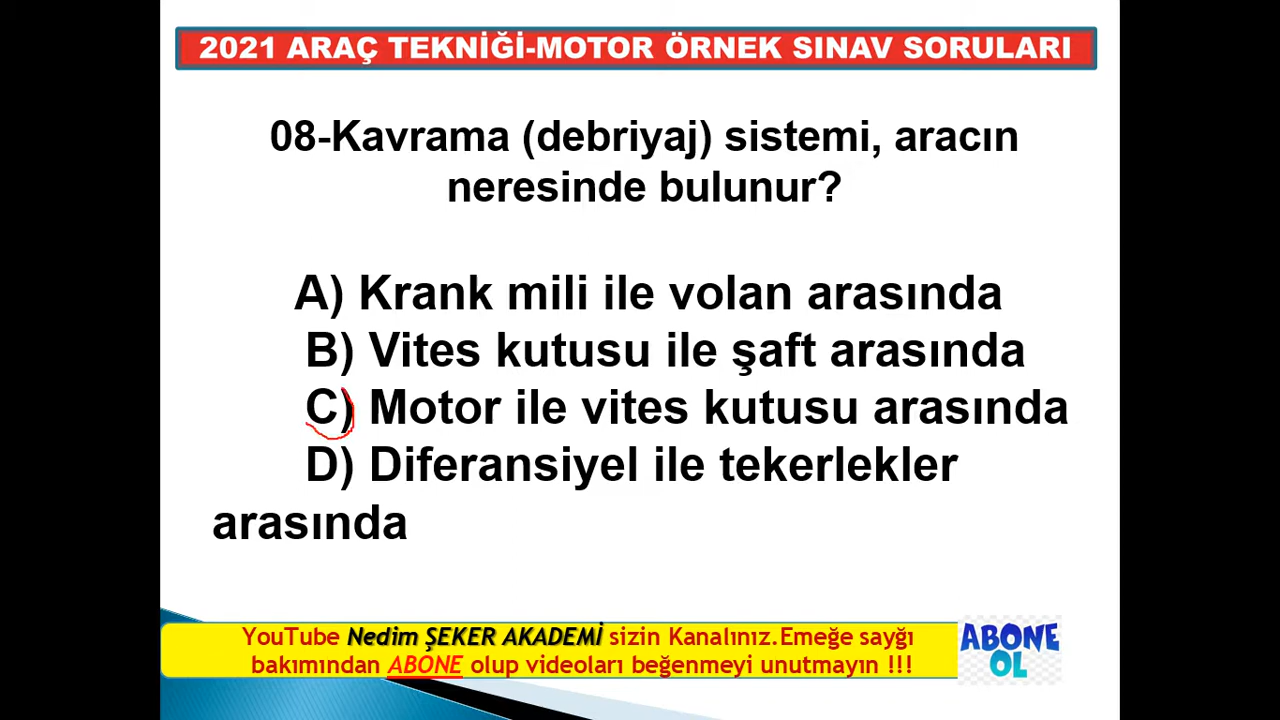 2021 ARAÇ TEKNİĞİ-MOTOR ÖRNEK SINAV SORULARI
08-Kavrama (debriyaj) sistemi, aracın
neresinde bulunur?
A) Krank mili ile volan arasında
B) Vites kutusu ile şaft arasında
C) Motor ile vites kutusu arasında
D) Diferansiyel ile tekerlekler
arasında
YouTube Nedim ŞEKER AKADEMİ sizin Kanalınız.Emeğe sayğı
bakımından ABONE olup videoları beğenmeyi unutmayın !!!
ABONE
OL